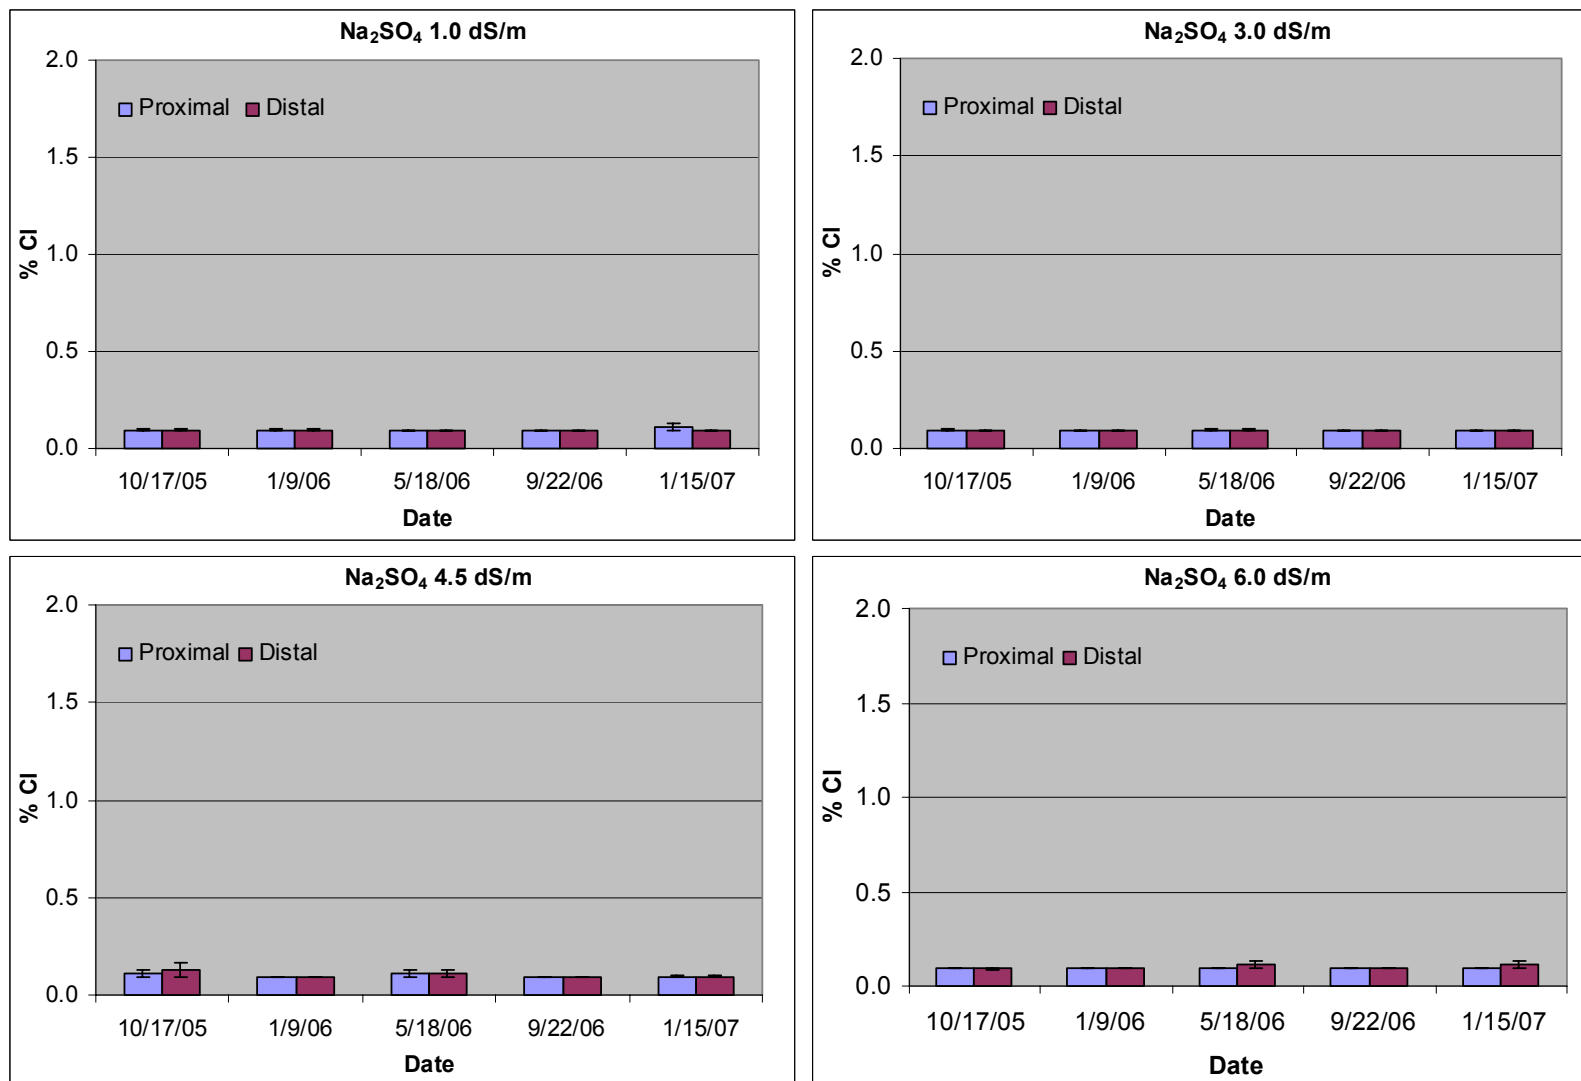 Na₂SO₄ 1.0 dS/m
2.0
Proximal Distal
1.5
% Cl
1.0
0.5
0.0
10/17/05 1/9/06 5/18/06 9/22/06 1/15/07
Date
Na₂SO₄ 3.0 dS/m
2.0
Proximal Distal
1.5
% Cl
1.0
0.5
0.0
10/17/05 1/9/06 5/18/06 9/22/06 1/15/07
Date
Na₂SO₄ 4.5 dS/m
2.0
Proximal Distal
1.5
% Cl
1.0
0.5
0.0
10/17/05 1/9/06 5/18/06 9/22/06 1/15/07
Date
Na₂SO₄ 6.0 dS/m
2.0
Proximal Distal
1.5
% Cl
1.0
0.5
0.0
10/17/05 1/9/06 5/18/06 9/22/06 1/15/07
Date